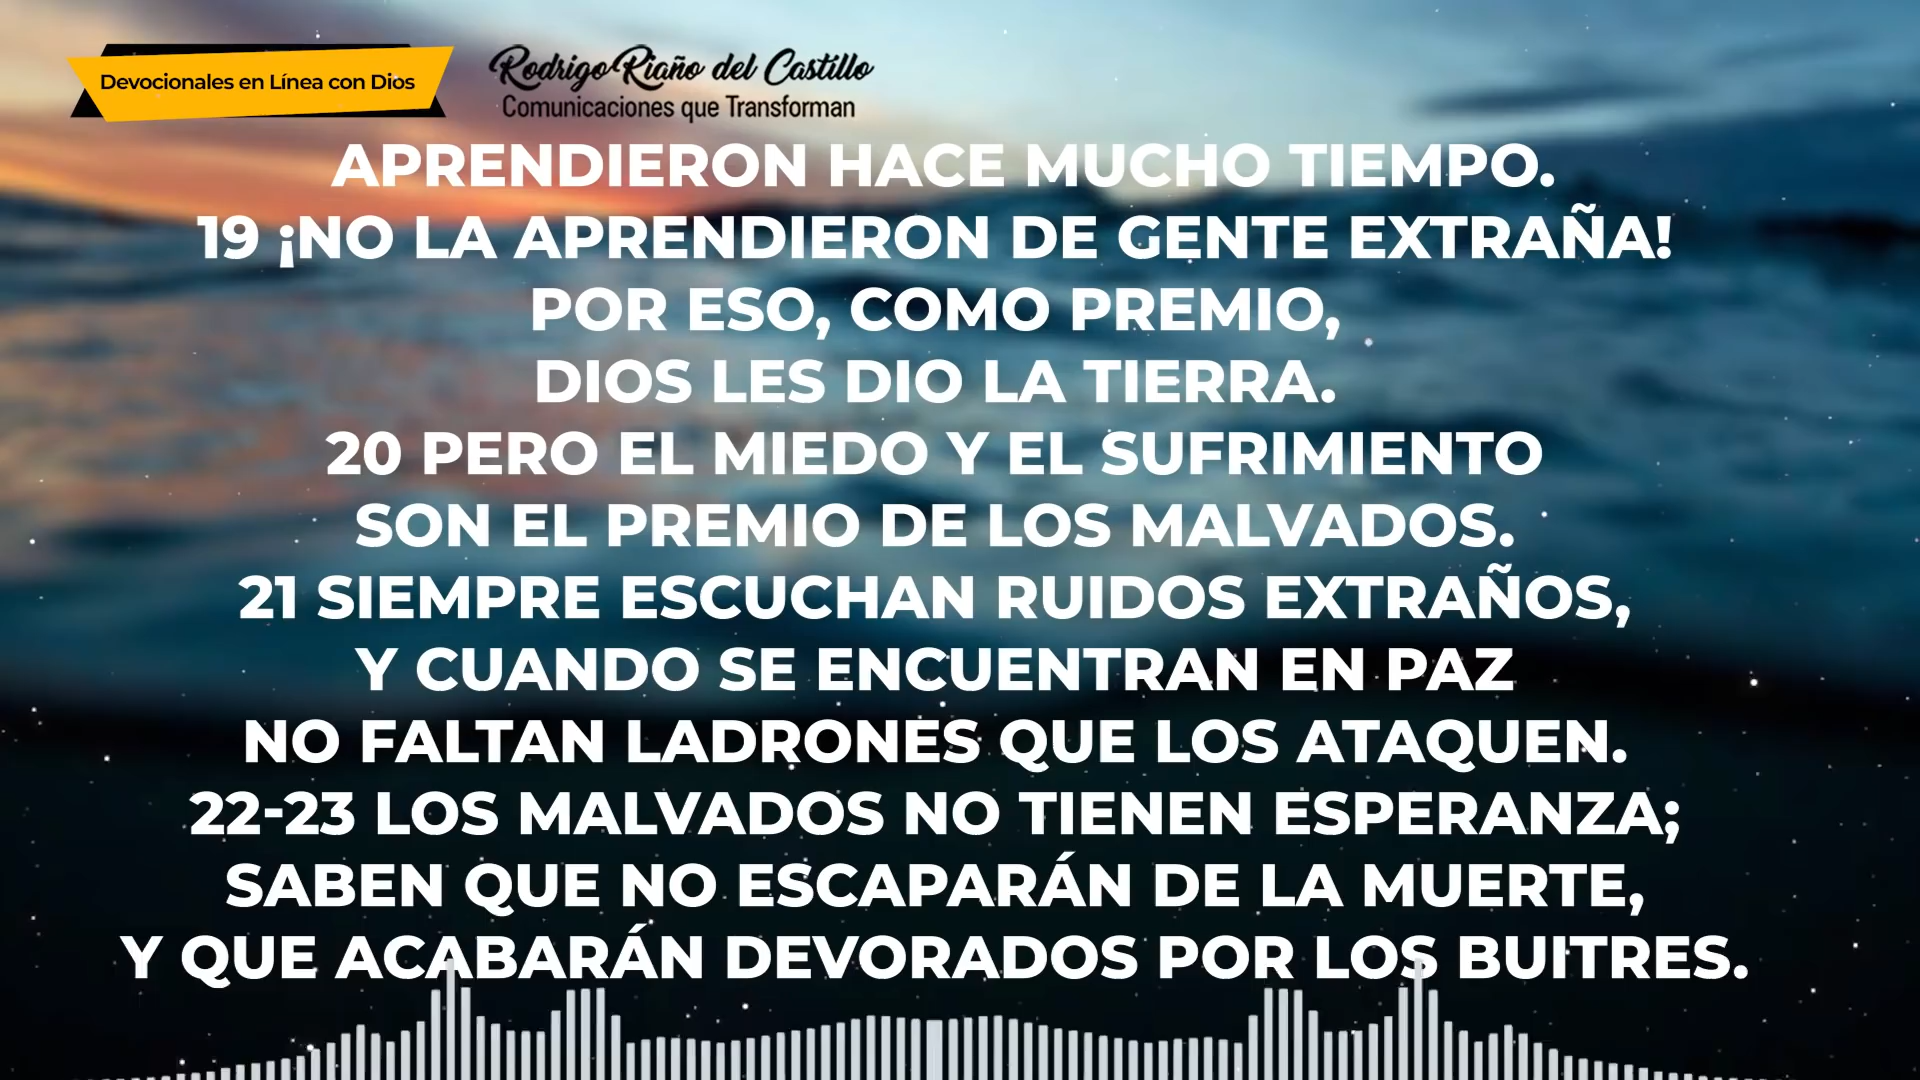 Devocionales en Línea con Dios
Rodrigo Riaño del Castillo
Comunicaciones que Transforman
APRENDIERON HACE MUCHO TIEMPO.
19 ¡NO LA APRENDIERON DE GENTE EXTRAÑA!
POR ESO, COMO PREMIO,
DIOS LES DIO LA TIERRA.
20 PERO EL MIEDO Y EL SUFRIMIENTO
SON EL PREMIO DE LOS MALVADOS.
21 SIEMPRE ESCUCHAN RUIDOS EXTRAÑOS,
Y CUANDO SE ENCUENTRAN EN PAZ
NO FALTAN LADRONES QUE LOS ATAQUEN.
22-23 LOS MALVADOS NO TIENEN ESPERANZA;
SABEN QUE NO ESCAPARÁN DE LA MUERTE,
Y QUE ACABARÁN DEVORADOS POR LOS BUITRES.